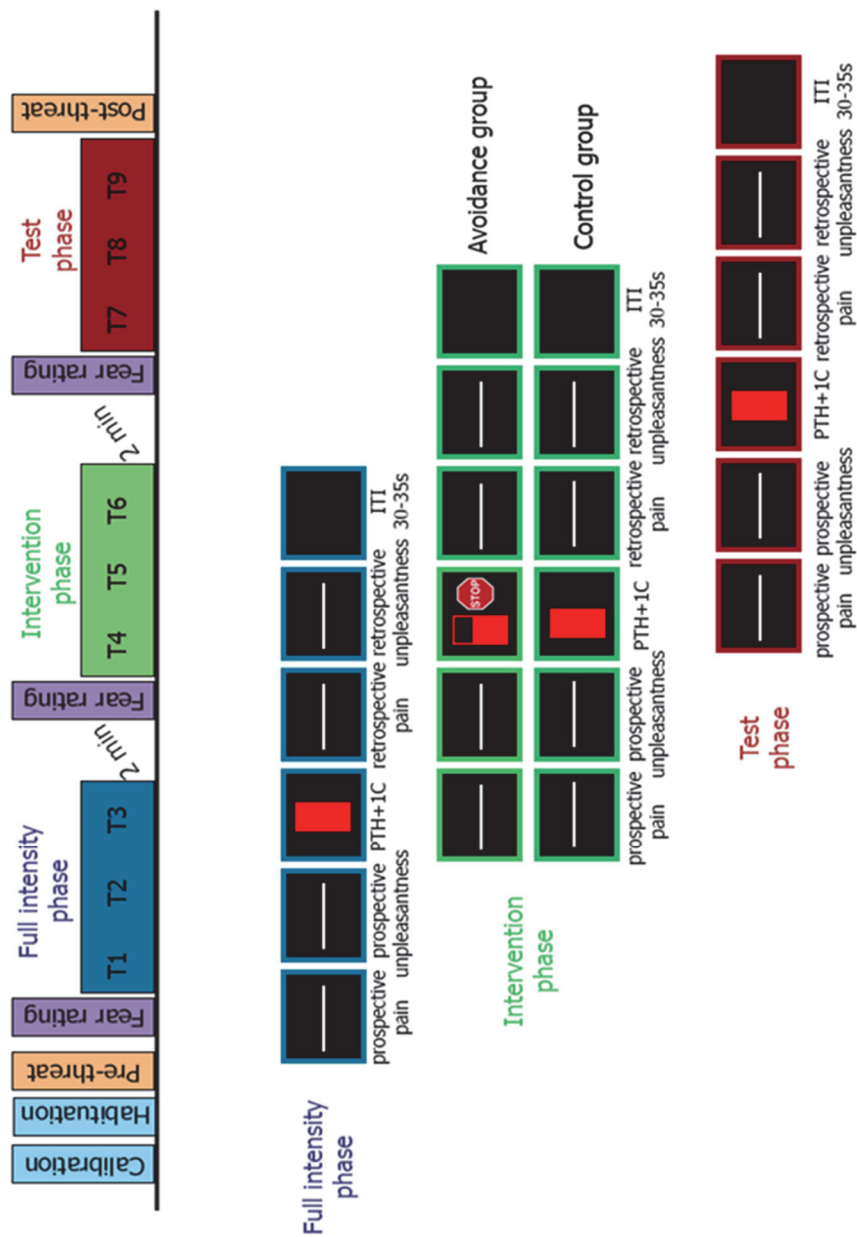 Calibration
Habituation
Pre-threat
Fear rating
Full intensity
phase
T1 T2 T3
2 min
Fear rating
Intervention
phase
T4 T5 T6
2 min
Fear rating
Test
phase
T7 T8 T9
Post-threat
Full intensity
phase
prospective
pain
prospective
unpleasantness
PTH+1C
retrospective
pain
retrospective
unpleasantness
ITI
30-35s
Intervention
phase
STOP
Avoidance group
Control group
prospective
pain
prospective
unpleasantness
PTH+1C
retrospective
pain
retrospective
unpleasantness
ITI
30-35s
Test
phase
prospective
pain
prospective
unpleasantness
PTH+1C
retrospective
pain
retrospective
unpleasantness
ITI
30-35s